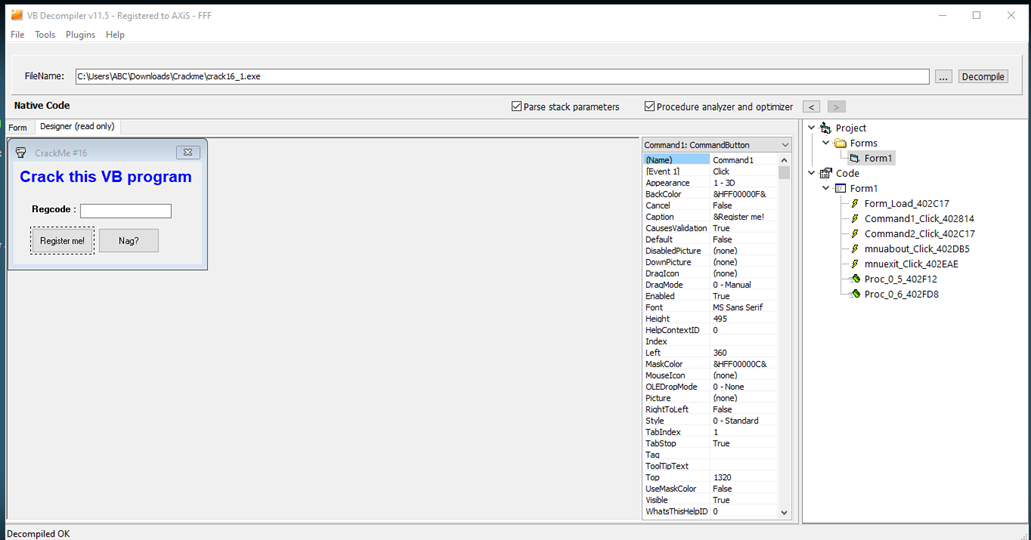 VB Decompiler v11.5 - Registered to AXiS - FFF
File Tools Plugins Help
FileName: C:\Users\ABC\Downloads\Crackme\crack16_1.exe ... Decompile
Native Code Parse stack parameters Procedure analyzer and optimizer < >
Form Designer (read only)
CrackMe #16
Crack this VB program
Regcode :
Register me! Nag?
Command1: CommandButton
(Name) Command1
[Event 1] Click
Appearance 1 - 3D
BackColor &HFF00000F&
Cancel False
Caption &Register me!
CausesValidation True
Default False
DisabledPicture (none)
DownPicture (none)
DragIcon (none)
DragMode 0 - Manual
Enabled True
Font MS Sans Serif
Height 495
HelpContextID 0
Index
Left 360
MaskColor &HFF00000C&
MouseIcon (none)
OLEDropMode 0 - None
Picture (none)
RightToLeft False
Style 0 - Standard
TabIndex 1
TabStop True
Tag
ToolTipText
Top 1320
UseMaskColor False
Visible True
WhatsThisHelpID 0
Project
Forms
Form1
Code
Form1
Form_Load_402C17
Command1_Click_402814
Command2_Click_402C17
mnuabout_Click_402DB5
mnuexit_Click_402EAE
Proc_0_5_402F12
Proc_0_6_402FD8
Decompiled OK